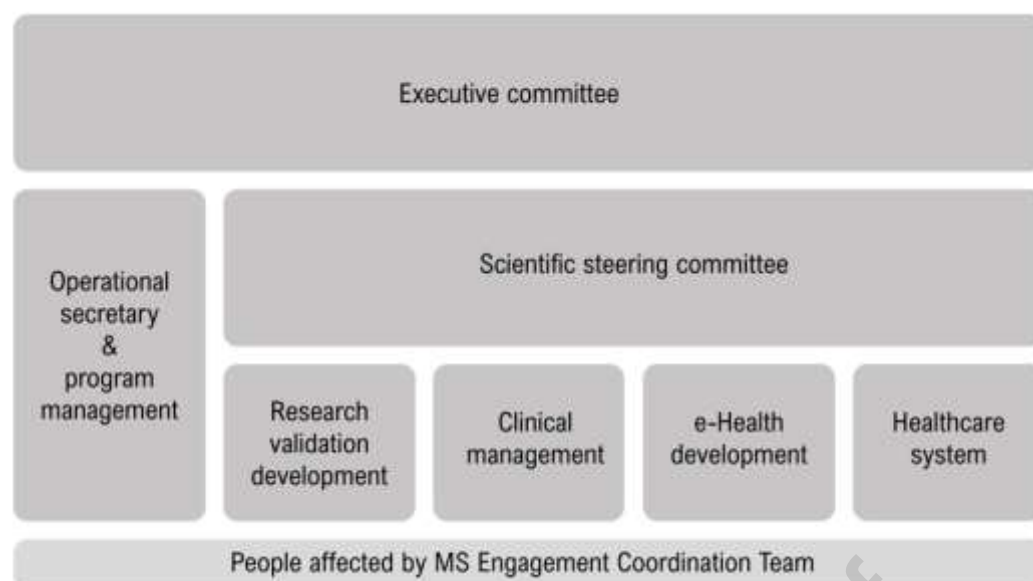 Executive committee
Operational
secretary
&
program
management
Scientific steering committee
Research
validation
development
Clinical
management
e-Health
development
Healthcare
system
People affected by MS Engagement Coordination Team